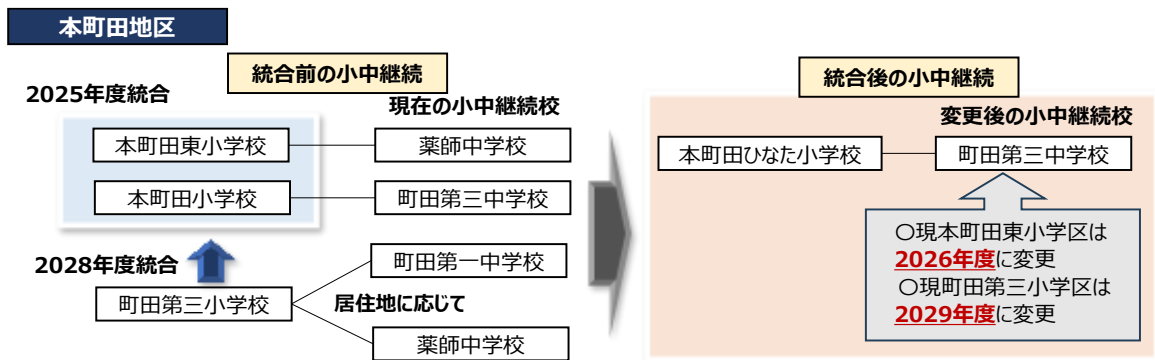 本町田地区
統合前の小中継続
2025年度統合
現在の小中継続校
本町田東小学校
薬師中学校
本町田小学校
町田第三中学校
2028年度統合
町田第一中学校
町田第三小学校
居住地に応じて
薬師中学校
統合後の小中継続
変更後の小中継続校
本町田ひなた小学校
町田第三中学校
〇現本町田東小学区は
2026年度に変更
〇現町田第三小学区は
2029年度に変更